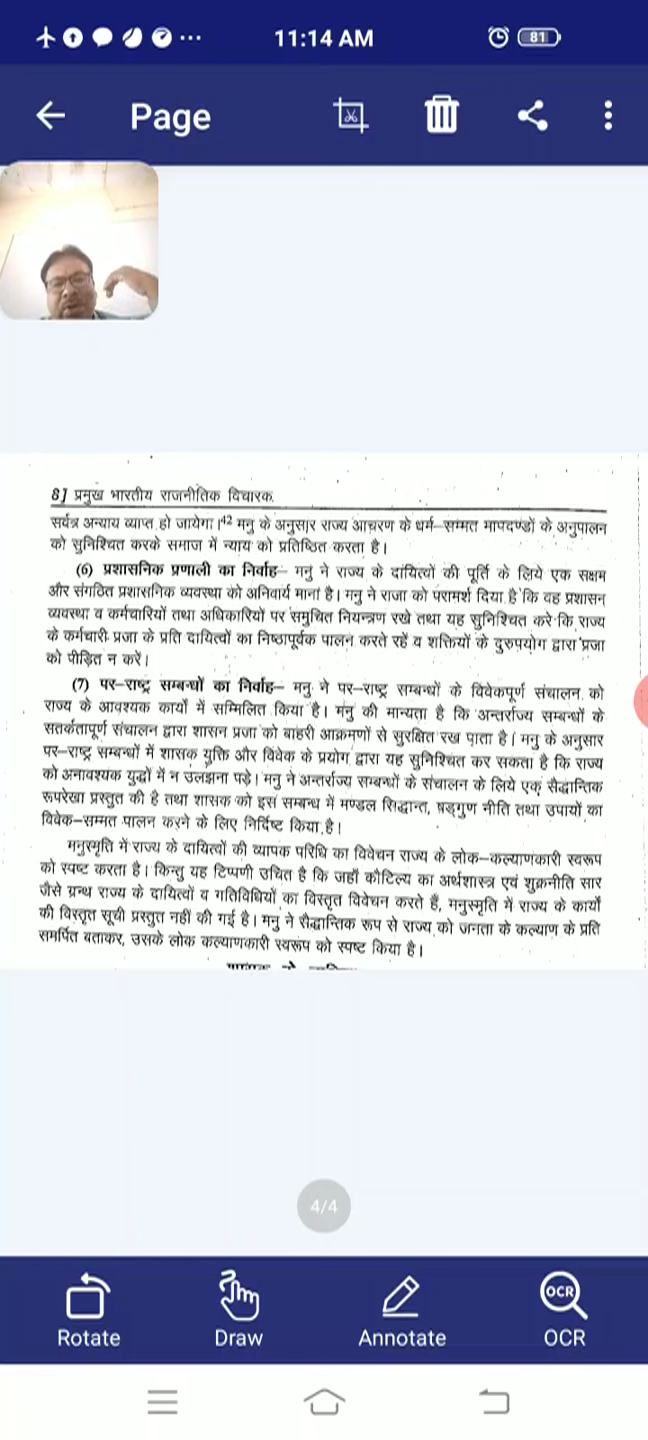 11:14 AM
81
Page
8] प्रमुख भारतीय राजनीतिक विचारक
सर्वत्र अन्याय व्याप्त हो जायेगा।42 मनु के अनुसार राज्य आचरण के धर्म–सम्मत मापदण्डों के अनुपालन
को सुनिश्चित करके समाज में न्याय को प्रतिष्ठित करता है।
(6) प्रशासनिक प्रणाली का निर्वाह– मनु ने राज्य के दायित्वों की पूर्ति के लिये एक सक्षम
और संगठित प्रशासनिक व्यवस्था को अनिवार्य माना है। मनु ने राजा को परामर्श दिया है कि वह प्रशासन
व्यवस्था व कर्मचारियों तथा अधिकारियों पर समुचित नियन्त्रण रखे तथा यह सुनिश्चित करे कि राज्य
के कर्मचारी प्रजा के प्रति दायित्वों का निष्ठापूर्वक पालन करते रहें व शक्तियों के दुरुपयोग द्वारा प्रजा
को पीड़ित न करें।
(7) पर–राष्ट्र सम्बन्धों का निर्वाह– मनु ने पर–राष्ट्र सम्बन्धों के विवेकपूर्ण संचालन को
राज्य के आवश्यक कार्यों में सम्मिलित किया है। मनु की मान्यता है कि अन्तर्राज्य सम्बन्धों के
सतर्कतापूर्ण संचालन द्वारा शासन प्रजा को बाहरी आक्रमणों से सुरक्षित रख पाता है। मनु के अनुसार
पर–राष्ट्र सम्बन्धों में शासक युक्ति और विवेक के प्रयोग द्वारा यह सुनिश्चित कर सकता है कि राज्य
को अनावश्यक युद्धों में न उलझना पड़े। मनु ने अन्तर्राज्य सम्बन्धों के संचालन के लिये एक सैद्धान्तिक
रूपरेखा प्रस्तुत की है तथा शासक को इस सम्बन्ध में मण्डल सिद्धान्त, षड्गुण नीति तथा उपायों का
विवेक–सम्मत पालन करने के लिए निर्दिष्ट किया है।
मनुस्मृति में राज्य के दायित्वों की व्यापक परिधि का विवेचन राज्य के लोक–कल्याणकारी स्वरूप
को स्पष्ट करता है। किन्तु यह टिप्पणी उचित है कि जहाँ कौटिल्य का अर्थशास्त्र एवं शुक्रनीति सार
जैसे ग्रन्थ राज्य के दायित्वों व गतिविधियों का विस्तृत विवेचन करते हैं, मनुस्मृति में राज्य के कार्यों
की विस्तृत सूची प्रस्तुत नहीं की गई है। मनु ने सैद्धान्तिक रूप से राज्य को जनता के कल्याण के प्रति
समर्पित बताकर, उसके लोक कल्याणकारी स्वरूप को स्पष्ट किया है।
4/4
Rotate
Draw
Annotate
OCR
OCR